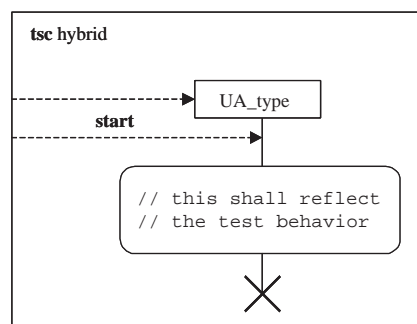 tsc hybrid
UA_type
start
// this shall reflect
// the test behavior